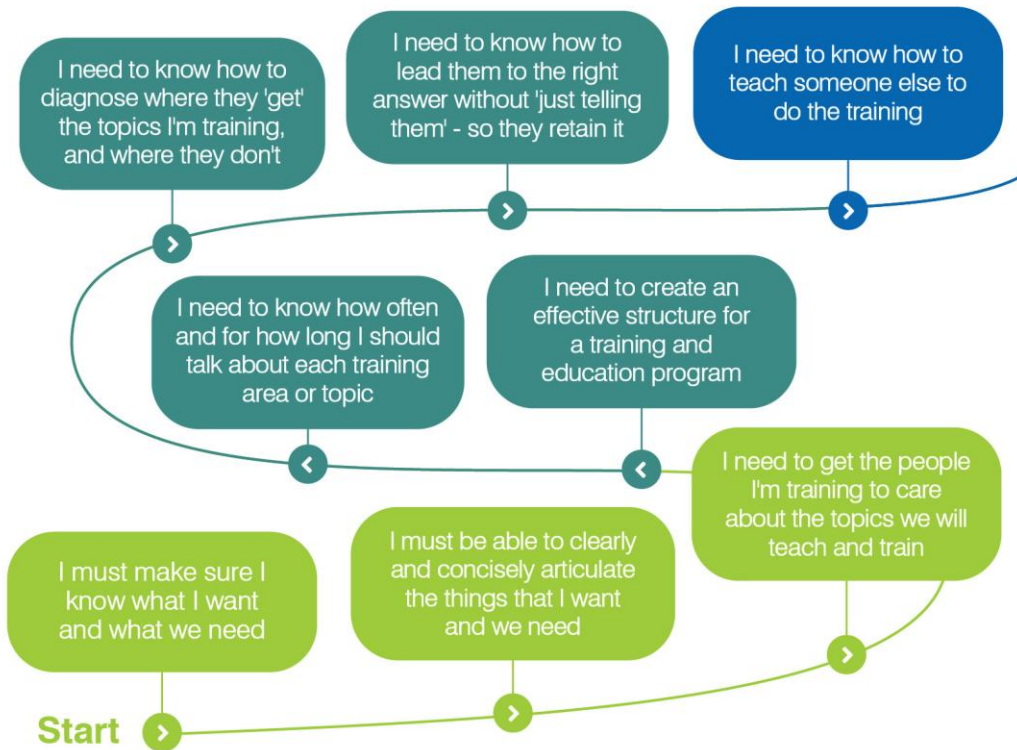 I need to know how to
diagnose where they 'get'
the topics I'm training,
and where they don't
I need to know how to
lead them to the right
answer without 'just telling
them' - so they retain it
I need to know how to
teach someone else to
do the training
I need to know how often
and for how long I should
talk about each training
area or topic
I need to create an
effective structure for
a training and
education program
I need to get the people
I'm training to care
about the topics we will
teach and train
I must make sure I
know what I want
and what we need
I must be able to clearly
and concisely articulate
the things that I want
and we need
Start